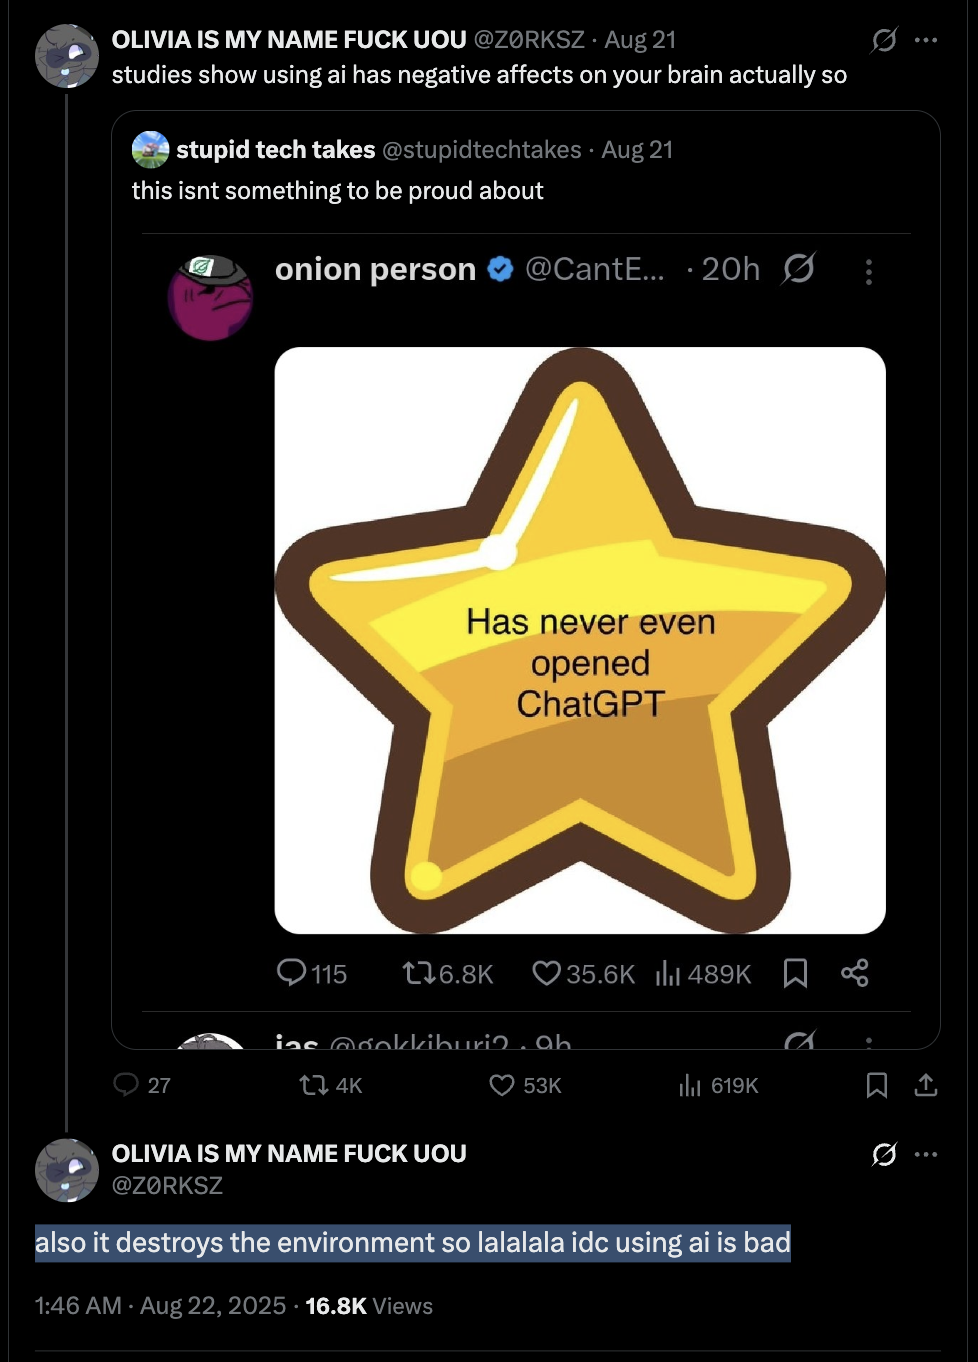 OLIVIA IS MY NAME FUCK UOU @Z0RKSZ · Aug 21
studies show using ai has negative affects on your brain actually so
stupid tech takes @stupidtechtakes · Aug 21
this isnt something to be proud about
onion person @CantE... · 20h
Has never even
opened
ChatGPT
115 6.8K 35.6K 489K
jas @gokkiburi2 · 9h
27 4K 53K 619K
OLIVIA IS MY NAME FUCK UOU
@Z0RKSZ
also it destroys the environment so lalalala idc using ai is bad
1:46 AM · Aug 22, 2025 · 16.8K Views